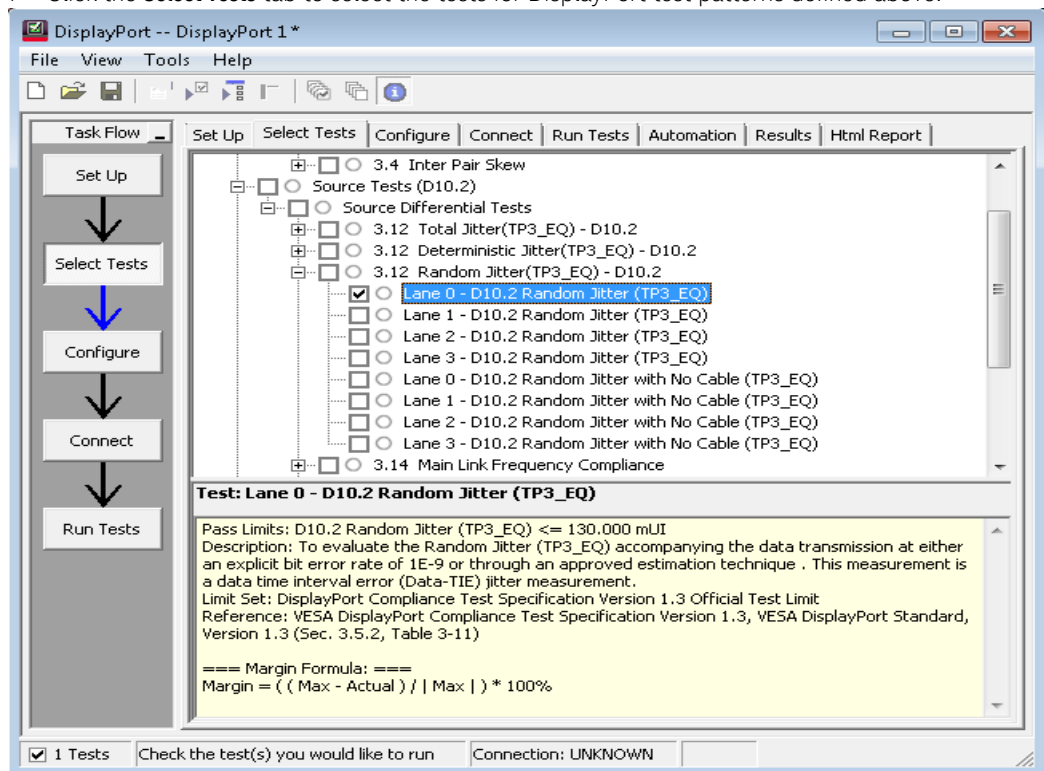 Click the Select Tests tab to select the tests for DisplayPort test patterns defined above.
DisplayPort -- DisplayPort 1 *
File View Tools Help
Task Flow
Set Up
Select Tests
Configure
Connect
Run Tests
Set Up Select Tests Configure Connect Run Tests Automation Results Html Report
3.4 Inter Pair Skew
Source Tests (D10.2)
Source Differential Tests
3.12 Total Jitter(TP3_EQ) - D10.2
3.12 Deterministic Jitter(TP3_EQ) - D10.2
3.12 Random Jitter(TP3_EQ) - D10.2
Lane 0 - D10.2 Random Jitter (TP3_EQ)
Lane 1 - D10.2 Random Jitter (TP3_EQ)
Lane 2 - D10.2 Random Jitter (TP3_EQ)
Lane 3 - D10.2 Random Jitter (TP3_EQ)
Lane 0 - D10.2 Random Jitter with No Cable (TP3_EQ)
Lane 1 - D10.2 Random Jitter with No Cable (TP3_EQ)
Lane 2 - D10.2 Random Jitter with No Cable (TP3_EQ)
Lane 3 - D10.2 Random Jitter with No Cable (TP3_EQ)
3.14 Main Link Frequency Compliance
Test: Lane 0 - D10.2 Random Jitter (TP3_EQ)
Pass Limits: D10.2 Random Jitter (TP3_EQ) <= 130.000 mUI
Description: To evaluate the Random Jitter (TP3_EQ) accompanying the data transmission at either
an explicit bit error rate of 1E-9 or through an approved estimation technique . This measurement is
a data time interval error (Data-TIE) jitter measurement.
Limit Set: DisplayPort Compliance Test Specification Version 1.3 Official Test Limit
Reference: VESA DisplayPort Compliance Test Specification Version 1.3, VESA DisplayPort Standard,
Version 1.3 (Sec. 3.5.2, Table 3-11)
=== Margin Formula: ===
Margin = ( ( Max - Actual ) / | Max | ) * 100%
1 Tests Check the test(s) you would like to run Connection: UNKNOWN